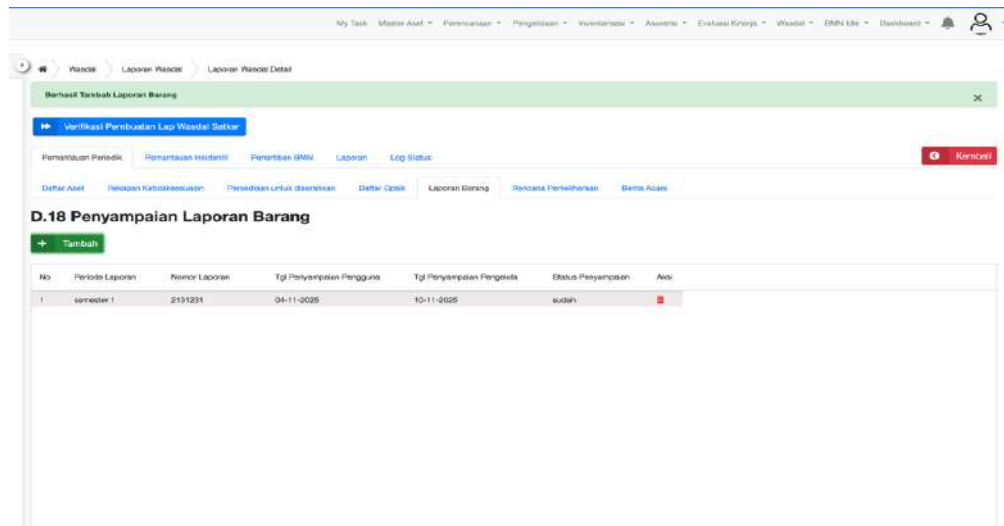 My Task Master Aset Perencanaan Pengelolaan Inventarisasi Asuransi Evaluasi Kinerja Wasdal BMN Idle Dashboard
Wasdal Laporan Wasdal Laporan Wasdal Detail
Berhasil Tambah Laporan Barang
Verifikasi Pembuatan Lap Wasdal Satker
Pemantauan Periodik Pemantauan Insidentil Penertiban BMN Laporan Log Status Kembali
Daftar Aset Rekapan Ketidaksesuaian Persediaan untuk diserahkan Daftar Optik Laporan Barang Rencana Pemeliharaan Berita Acara
D.18 Penyampaian Laporan Barang
Tambah
No Periode Laporan Nomor Laporan Tgl Penyampaian Pengguna Tgl Penyampaian Pengelola Status Penyampaian Aksi
1 semester 1 2131231 04-11-2025 10-11-2025 sudah